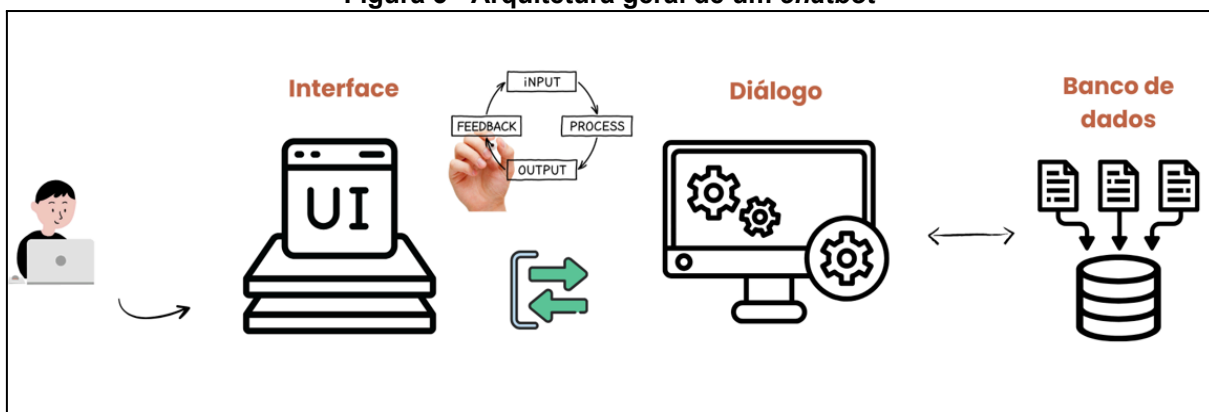 Interface
iNPUT
FEEDBACK
PROCESS
OUTPUT
UI
Diálogo
Banco de
dados